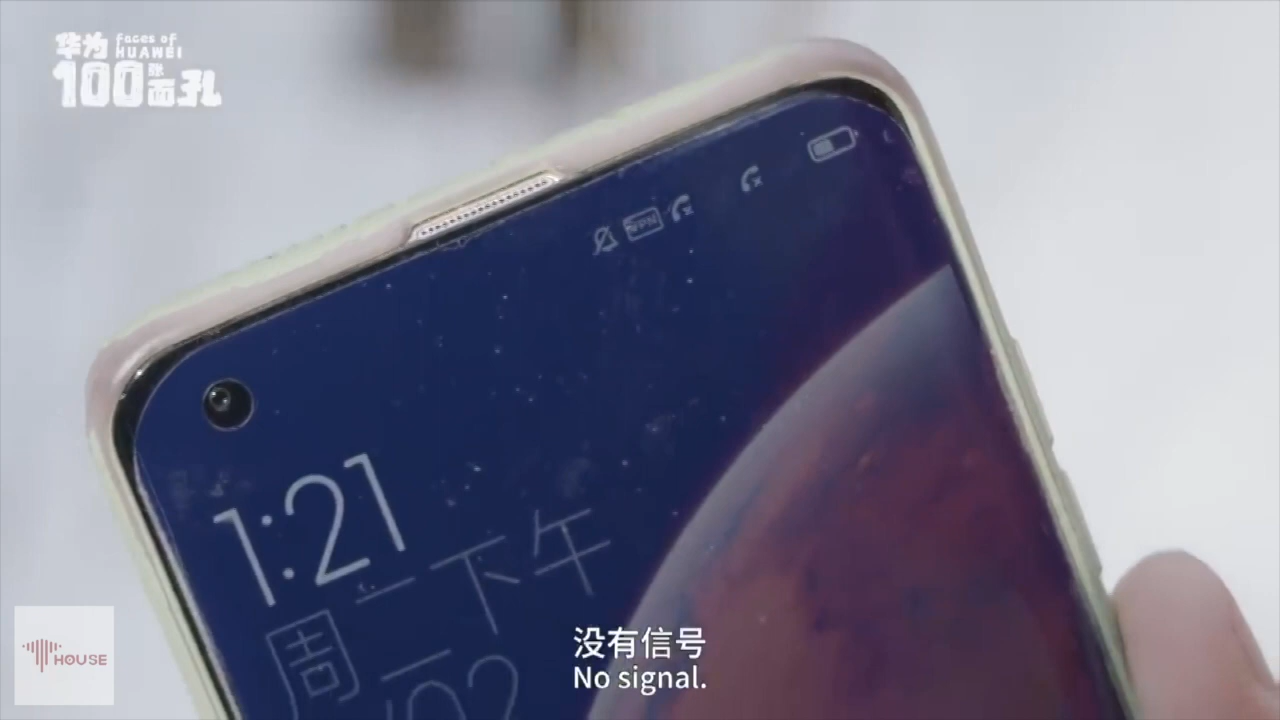 华为 faces of HUAWEI
100张面孔
VPN
1:21
周一下午
02
没有信号
No signal.
HOUSE